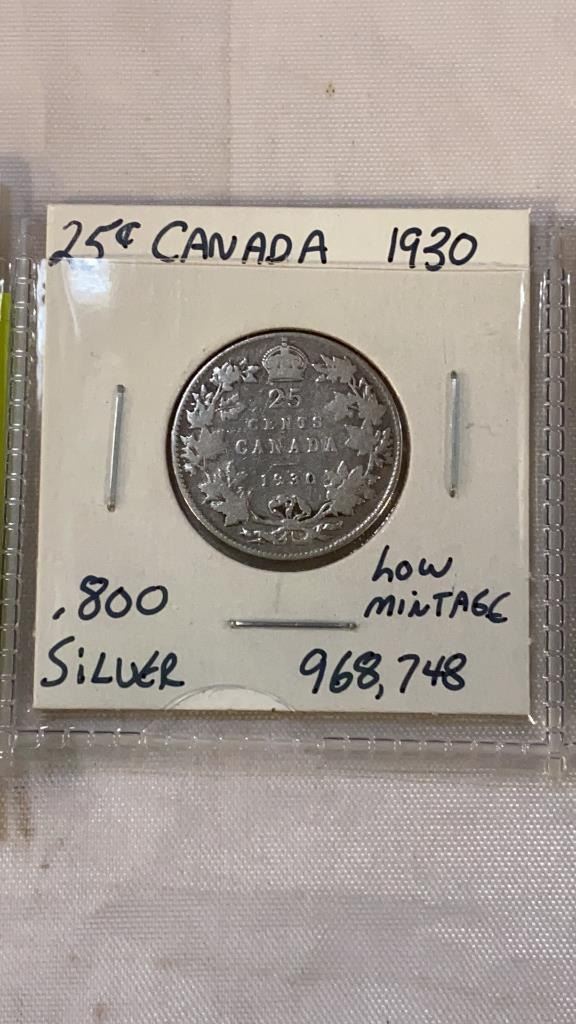 25¢ CANADA 1930
25
CENTS
CANADA
1930
.800
SILVER
LOW
MINTAGE
968,748